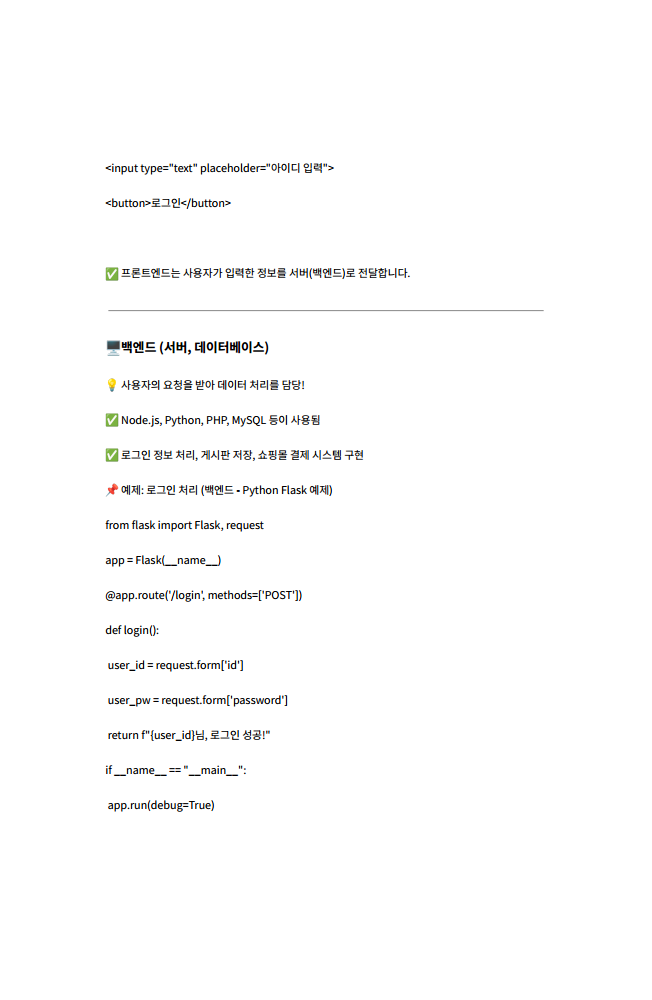 <input type="text" placeholder="아이디 입력">
<button>로그인</button>
✅ 프론트엔드는 사용자가 입력한 정보를 서버(백엔드)로 전달합니다.
🖥️백엔드 (서버, 데이터베이스)
💡 사용자의 요청을 받아 데이터 처리를 담당!
✅ Node.js, Python, PHP, MySQL 등이 사용됨
✅ 로그인 정보 처리, 게시판 저장, 쇼핑몰 결제 시스템 구현
📌 예제: 로그인 처리 (백엔드 - Python Flask 예제)
from flask import Flask, request
app = Flask(__name__)
@app.route('/login', methods=['POST'])
def login():
 user_id = request.form['id']
 user_pw = request.form['password']
 return f"{user_id}님, 로그인 성공!"
if __name__ == "__main__":
 app.run(debug=True)